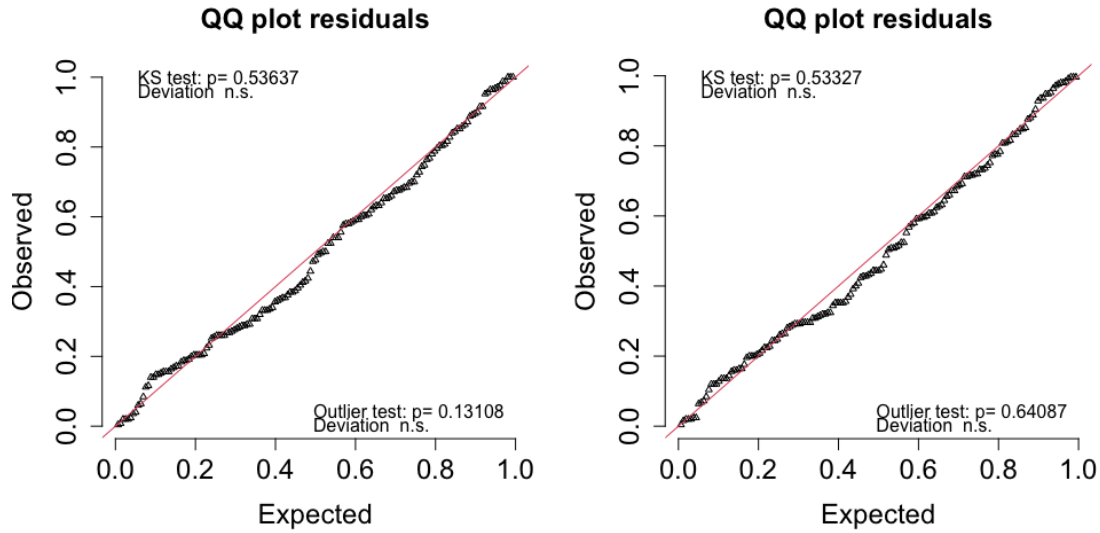 QQ plot residuals
KS test: p= 0.53637
Deviation n.s.
1.0
0.8
0.6
0.4
0.2
0.0
Observed
Outlier test: p= 0.13108
Deviation n.s.
0.0 0.2 0.4 0.6 0.8 1.0
Expected
QQ plot residuals
KS test: p= 0.53327
Deviation n.s.
1.0
0.8
0.6
0.4
0.2
0.0
Observed
Outlier test: p= 0.64087
Deviation n.s.
0.0 0.2 0.4 0.6 0.8 1.0
Expected